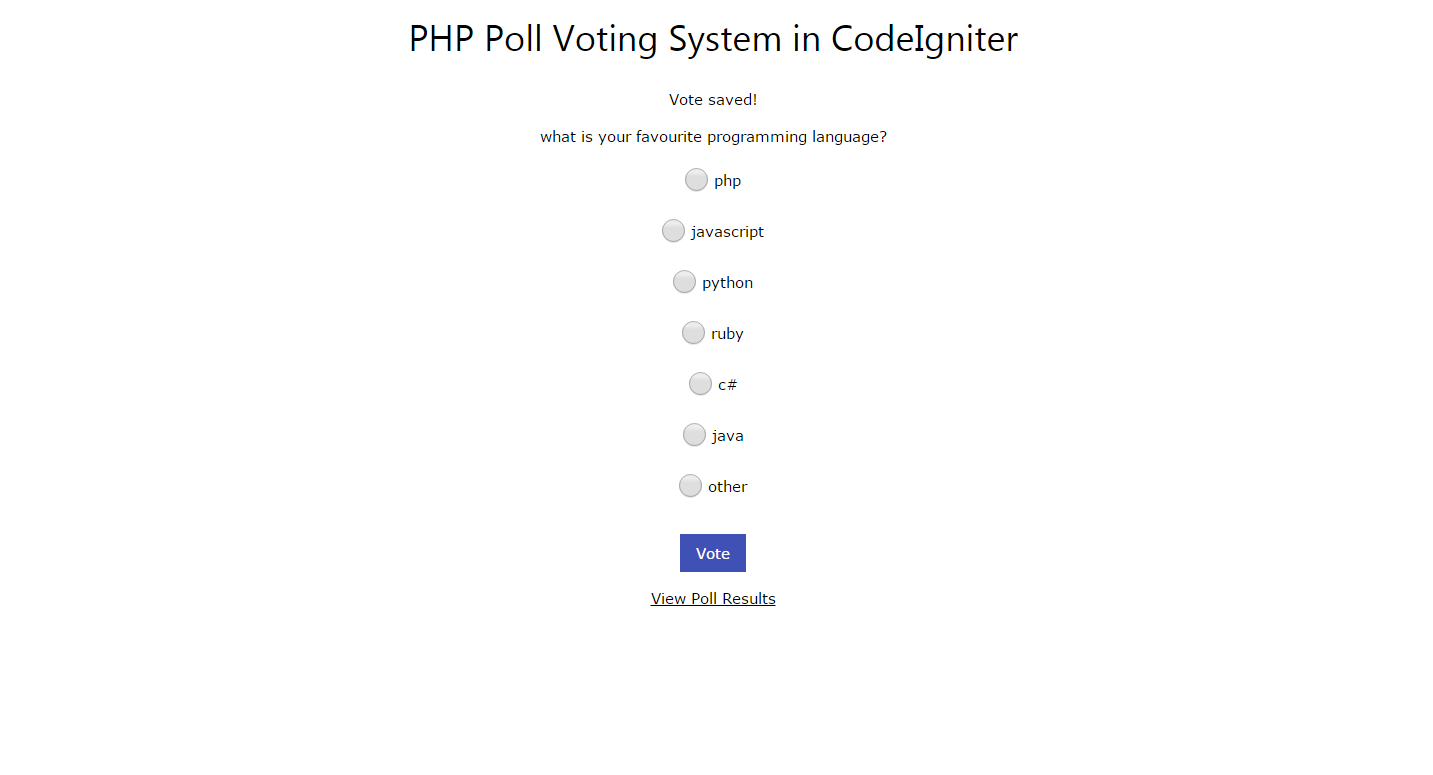 PHP Poll Voting System in CodeIgniter
Vote saved!
what is your favourite programming language?
php
javascript
python
ruby
c#
java
other
Vote
View Poll Results